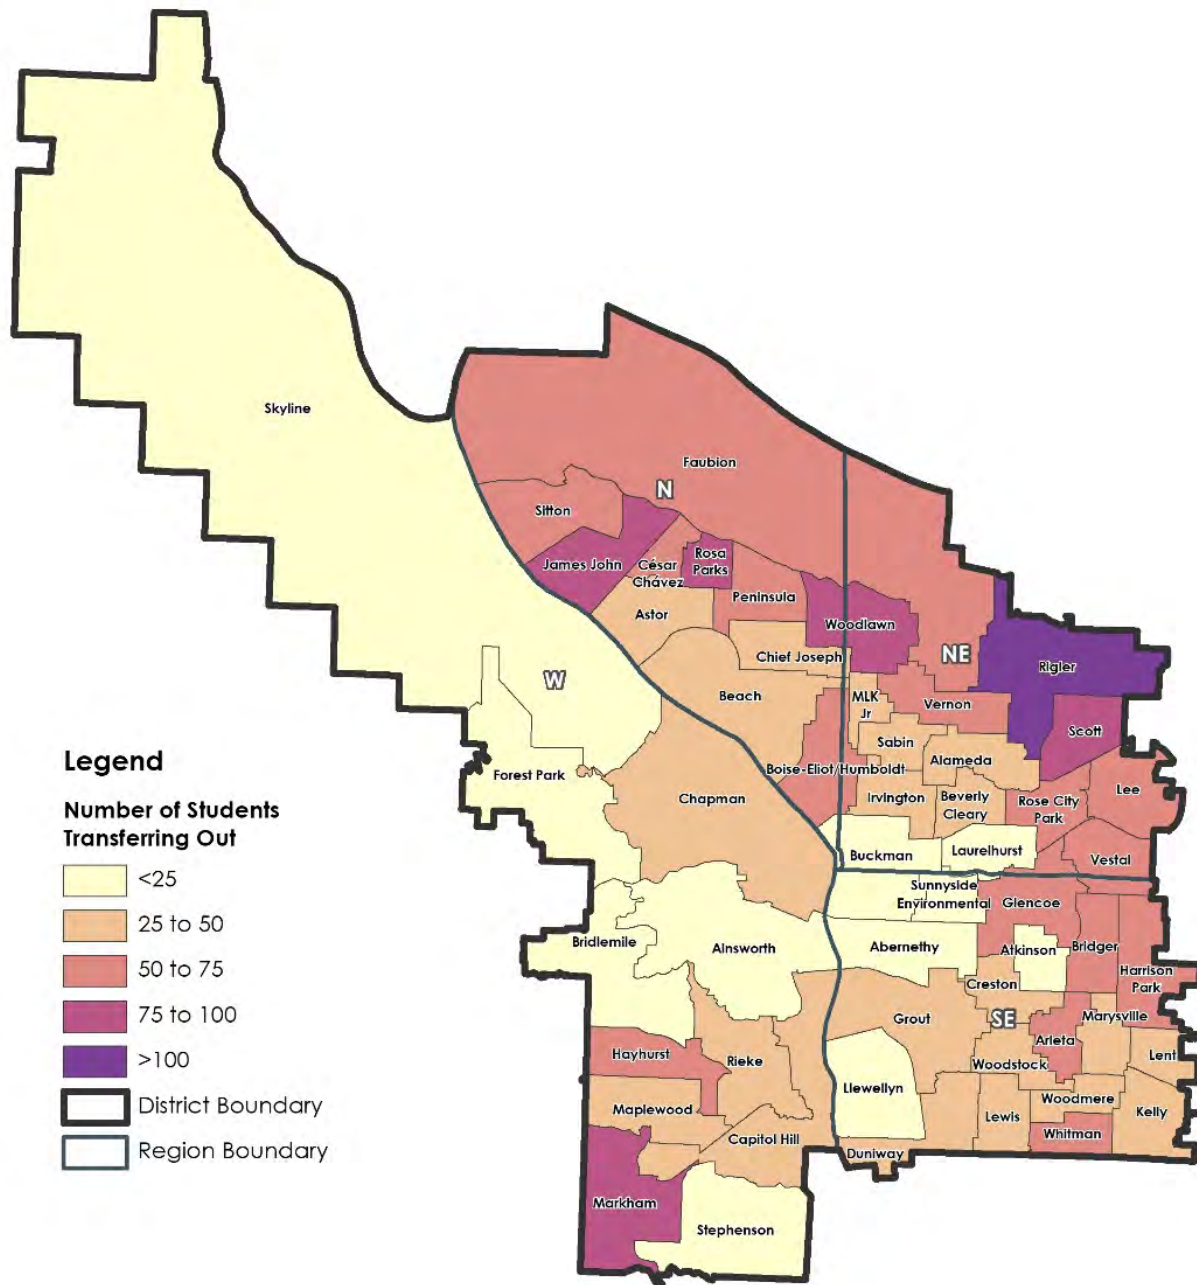 Skyline
Faubion
N
Sitton
James John
César
Chávez
Rosa
Parks
Peninsula
Astor
Woodlawn
Chief Joseph
NE
Rigler
W
Beach
MLK
Jr
Vernon
Scott
Sabin
Alameda
Forest Park
Boise-Eliot/Humboldt
Chapman
Irvington
Beverly
Cleary
Rose City
Park
Lee
Buckman
Laurelhurst
Vestal
Sunnyside
Environmental
Glencoe
Bridlemile
Ainsworth
Abernethy
Atkinson
Bridger
Harrison
Park
Creston
Grout
SE
Marysville
Arleta
Hayhurst
Rieke
Woodstock
Lent
Llewellyn
Maplewood
Lewis
Woodmere
Kelly
Capitol Hill
Whitman
Duniway
Markham
Stephenson
Legend
Number of Students
Transferring Out
<25
25 to 50
50 to 75
75 to 100
>100
District Boundary
Region Boundary